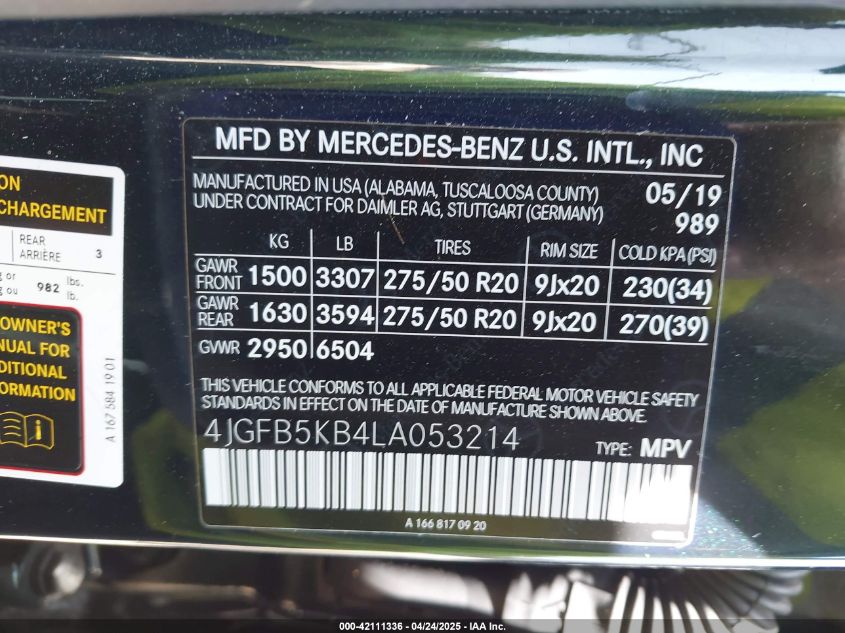 MFD BY MERCEDES-BENZ U.S. INTL., INC
MANUFACTURED IN USA (ALABAMA, TUSCALOOSA COUNTY) 05/19
UNDER CONTRACT FOR DAIMLER AG, STUTTGART (GERMANY) 989
KG LB TIRES RIM SIZE COLD KPA(PSI)
GAWR FRONT 1500 3307 275/50 R20 9Jx20 230(34)
GAWR REAR 1630 3594 275/50 R20 9Jx20 270(39)
GVWR 2950 6504
THIS VEHICLE CONFORMS TO ALL APPLICABLE FEDERAL MOTOR VEHICLE SAFETY
STANDARDS IN EFFECT ON THE DATE OF MANUFACTURE SHOWN ABOVE.
4JGFB5KB4LA053214 TYPE: MPV
A 166 817 09 20
ON
CHARGEMENT
REAR
ARRIÈRE 3
g or 982 lbs.
g ou lb.
OWNER'S
NUAL FOR
DITIONAL
ORMATION
A 167 584 19 01
000-42111336 - 04/24/2025 - IAA Inc.